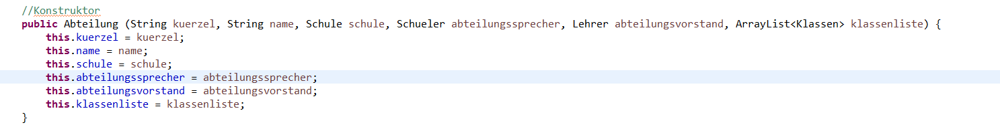 //Konstruktor
public Abteilung (String kuerzel, String name, Schule schule, Schueler abteilungssprecher, Lehrer abteilungsvorstand, ArrayList<Klassen> klassenliste) {
this.kuerzel = kuerzel;
this.name = name;
this.schule = schule;
this.abteilungssprecher = abteilungssprecher;
this.abteilungsvorstand = abteilungsvorstand;
this.klassenliste = klassenliste;
}